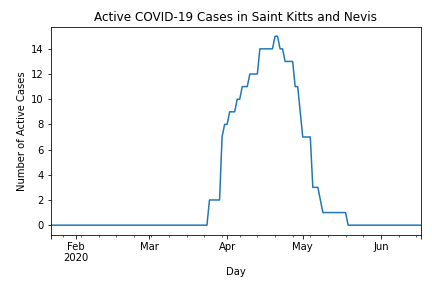 Active COVID-19 Cases in Saint Kitts and Nevis
Number of Active Cases
14
12
10
8
6
4
2
0
Feb Mar Apr May Jun
2020
Day